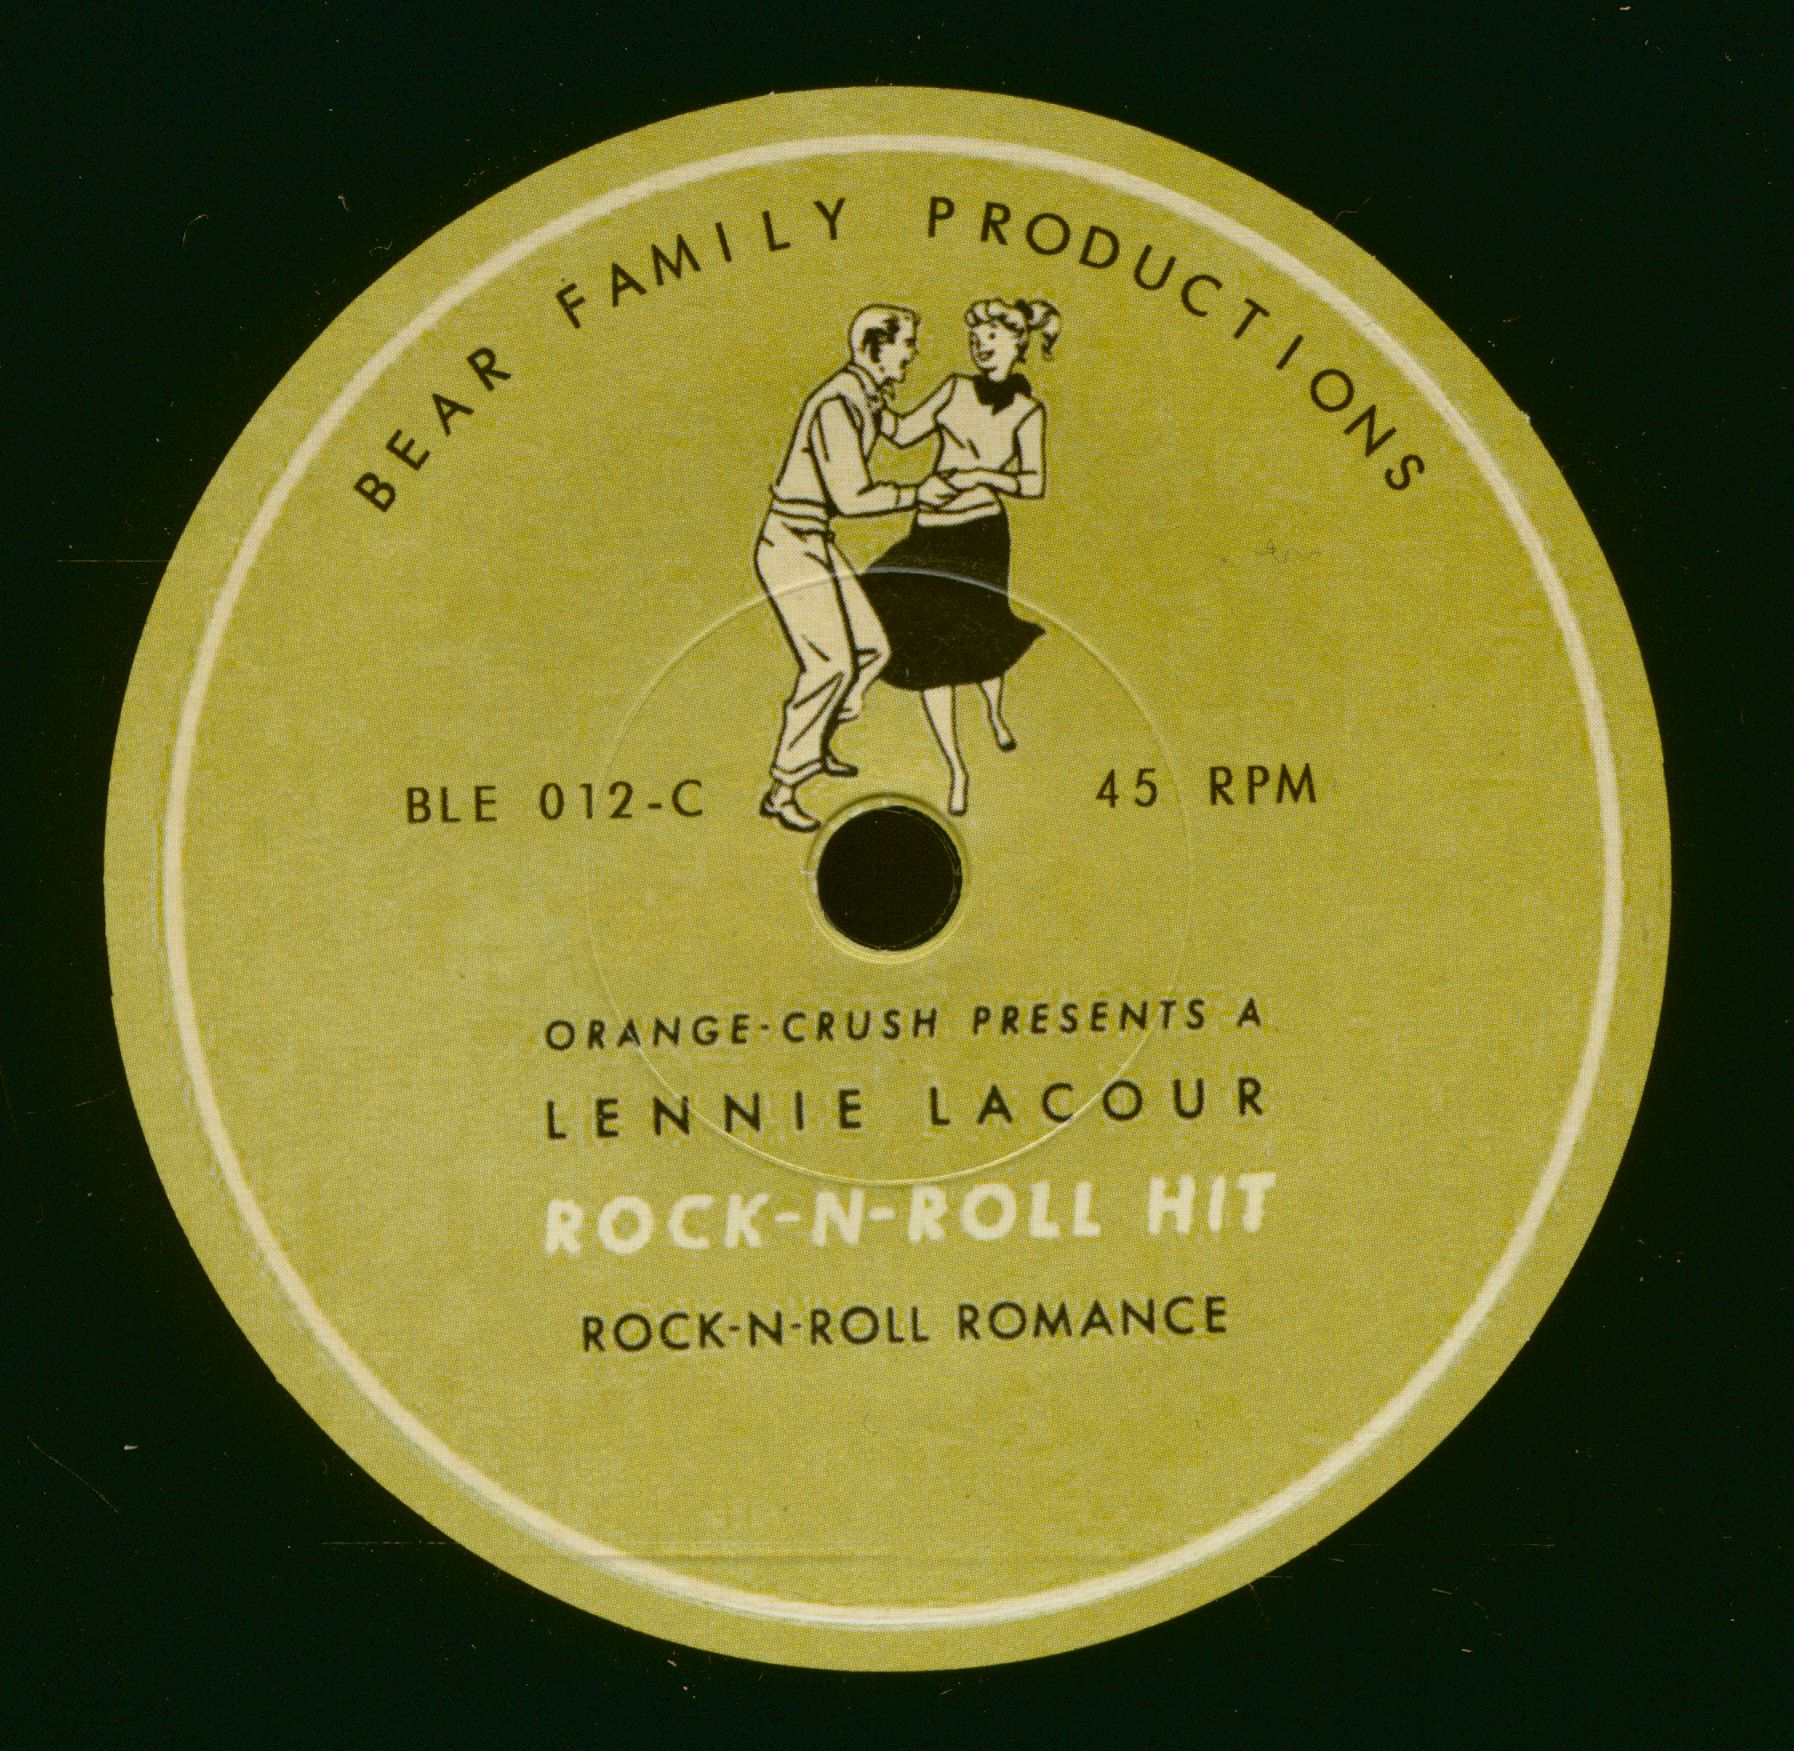 BEAR FAMILY PRODUCTIONS
BLE 012-C
45 RPM
ORANGE-CRUSH PRESENTS A
LENNIE LACOUR
ROCK-N-ROLL HIT
ROCK-N-ROLL ROMANCE